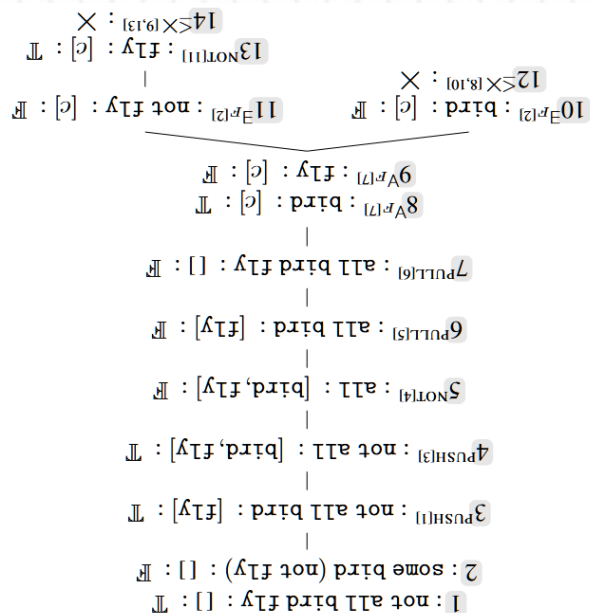 1 : not all bird fly : [] : 𝕋
2 : some bird (not fly) : [] : 𝔽
3PUSH[1] : not all bird : [fly] : 𝕋
4PUSH[3] : not all : [bird, fly] : 𝕋
5NOT[4] : all : [bird, fly] : 𝔽
6PULL[5] : all bird : [fly] : 𝔽
7PULL[6] : all bird fly : [] : 𝔽
8∀F[7] : bird : [c] : 𝕋
9∀F[7] : fly : [c] : 𝔽
10∃F[2] : bird : [c] : 𝔽
12≤×[8,10] : ×
11∃F[2] : not fly : [c] : 𝔽
13NOT[11] : fly : [c] : 𝕋
14≤×[9,13] : ×